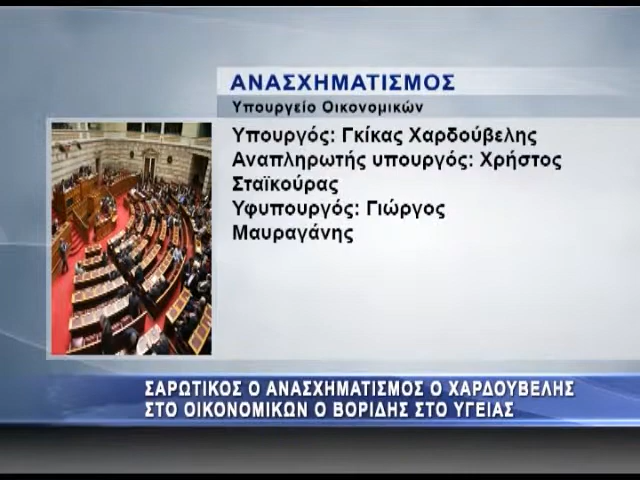 ΑΝΑΣΧΗΜΑΤΙΣΜΟΣ
Υπουργείο Οικονομικών
Υπουργός: Γκίκας Χαρδούβελης
Αναπληρωτής υπουργός: Χρήστος
Σταϊκούρας
Υφυπουργός: Γιώργος
Μαυραγάνης
ΣΑΡΩΤΙΚΟΣ Ο ΑΝΑΣΧΗΜΑΤΙΣΜΟΣ Ο ΧΑΡΔΟΥΒΕΛΗΣ
ΣΤΟ ΟΙΚΟΝΟΜΙΚΩΝ Ο ΒΟΡΙΔΗΣ ΣΤΟ ΥΓΕΙΑΣ